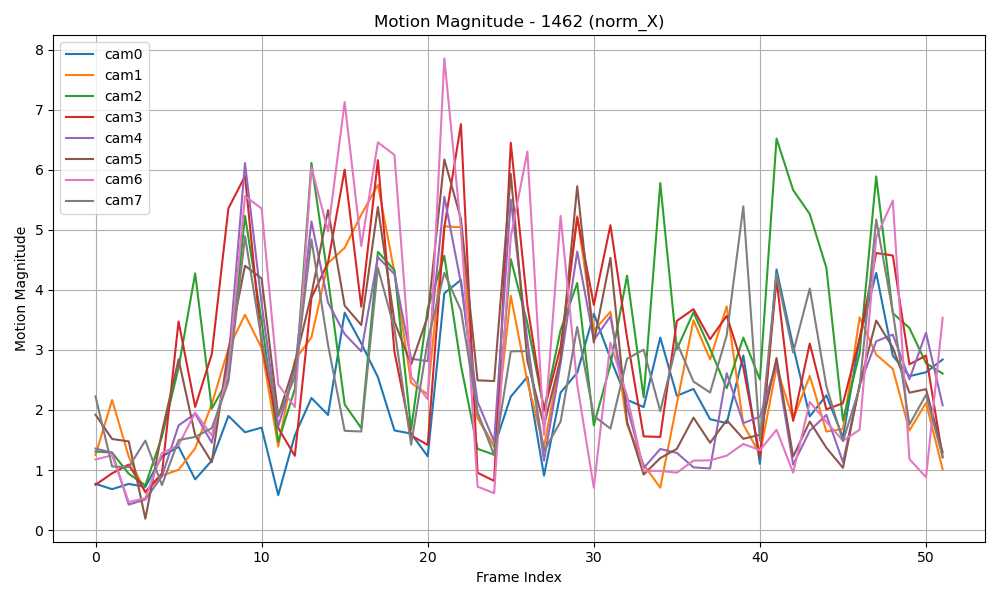 Motion Magnitude - 1462 (norm_X)
cam0
cam1
cam2
cam3
cam4
cam5
cam6
cam7
Motion Magnitude
8
7
6
5
4
3
2
1
0
0 10 20 30 40 50
Frame Index